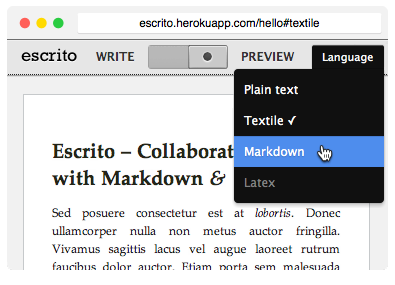 escrito.herokuapp.com/hello#textile
escrito WRITE PREVIEW Language
Plain text
Textile ✓
Markdown
Latex
Escrito – Collaborat
with Markdown &
Sed posuere consectetur est at lobortis. Donec
ullamcorper nulla non metus auctor fringilla.
Vivamus sagittis lacus vel augue laoreet rutrum
faucibus dolor auctor. Etiam porta sem malesuada